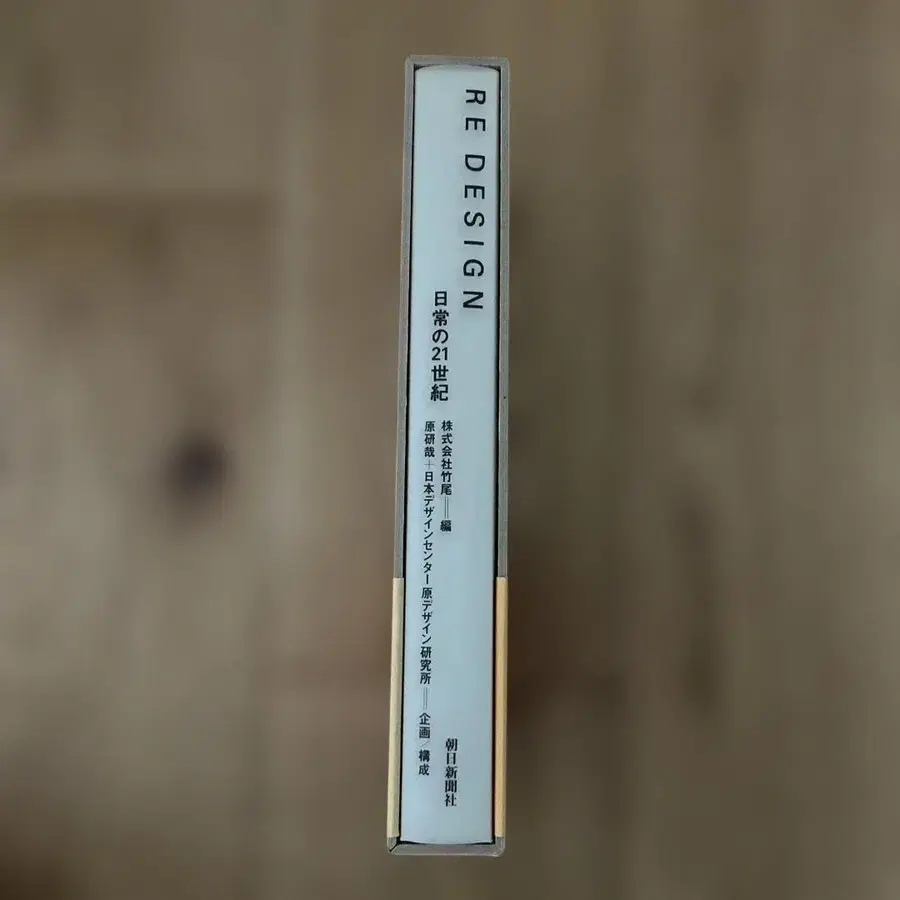 RE DESIGN
日常の21世紀
株式会社竹尾＝編
原研哉＋日本デザインセンター原デザイン研究所＝企画／構成
朝日新聞社